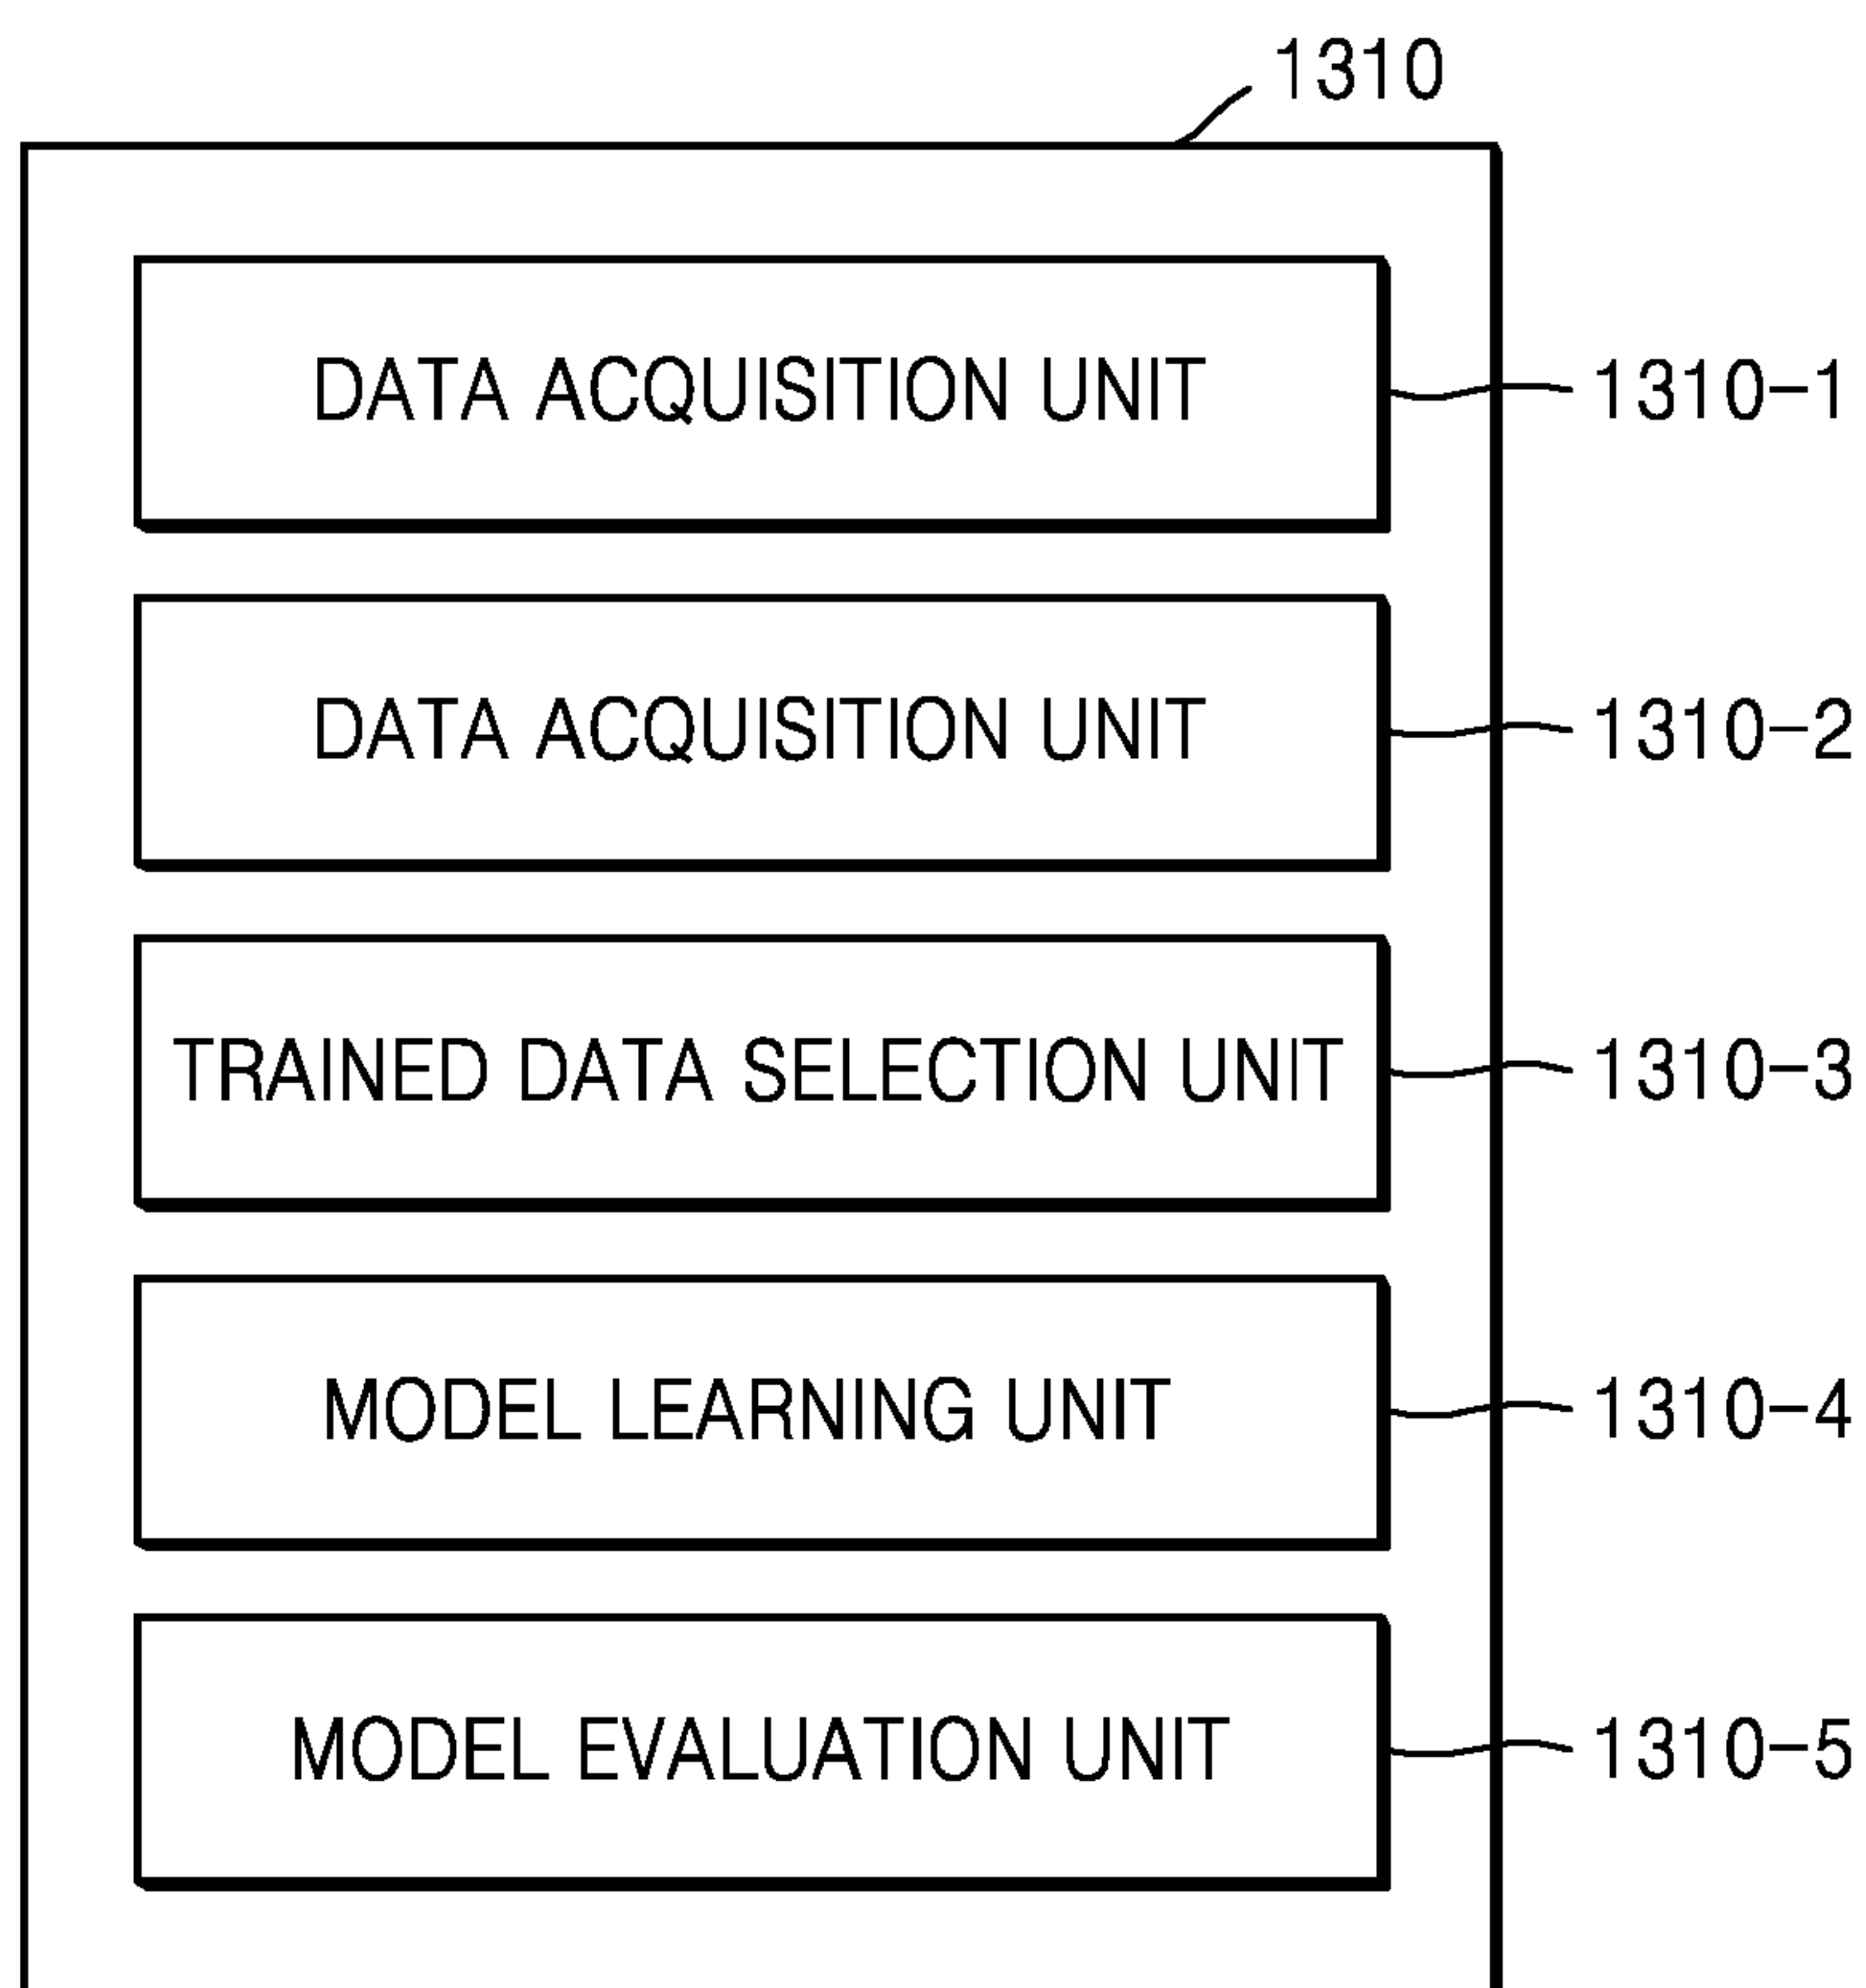 1310
DATA ACQUISITION UNIT 1310-1
DATA ACQUISITION UNIT 1310-2
TRAINED DATA SELECTION UNIT 1310-3
MODEL LEARNING UNIT 1310-4
MODEL EVALUATION UNIT 1310-5